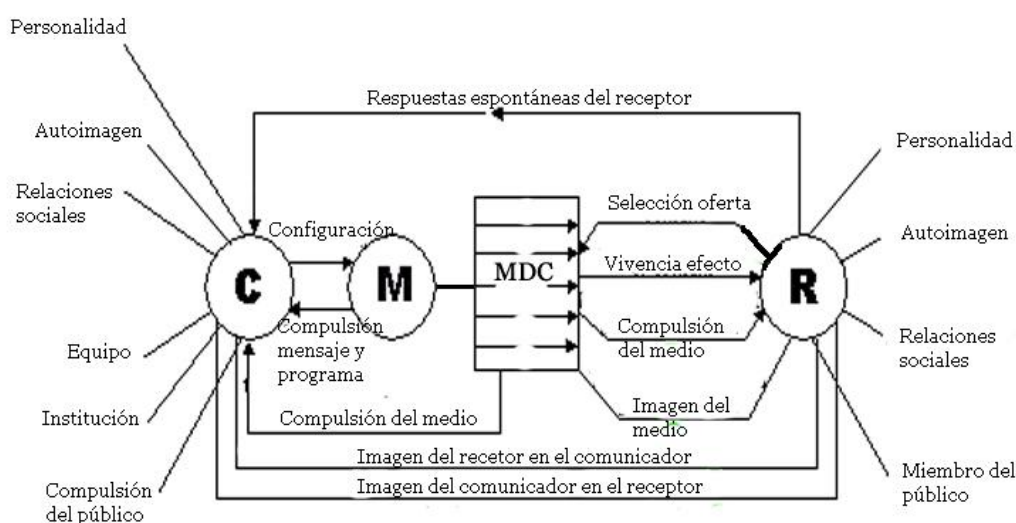 Personalidad
Respuestas espontáneas del receptor
Autoimagen
Personalidad
Relaciones
sociales
Selección oferta
Configuración
Autoimagen
C
M
MDC
Vivencia efecto
R
Compulsión
mensaje y
programa
Compulsión
del medio
Equipo
Relaciones
sociales
Institución
Compulsión del medio
Imagen del
medio
Imagen del recetor en el comunicador
Miembro del
público
Compulsión
del público
Imagen del comunicador en el receptor